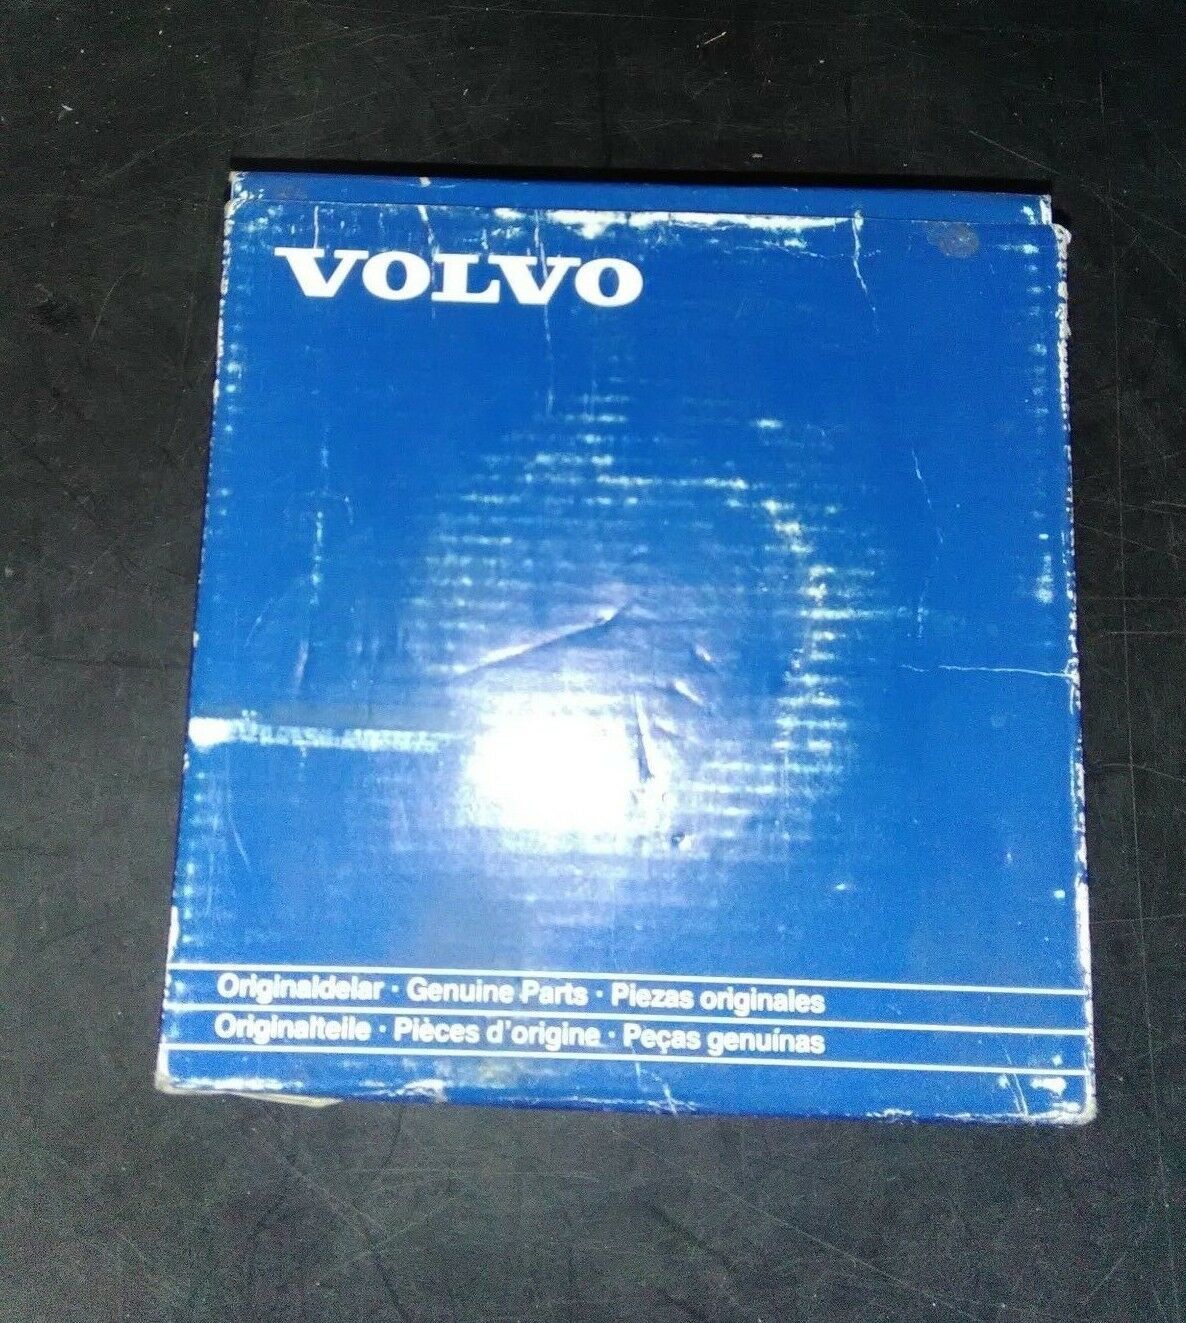 VOLVO
Originaldelar · Genuine Parts · Piezas originales
Originalteile · Pièces d'origine · Peças genuínas